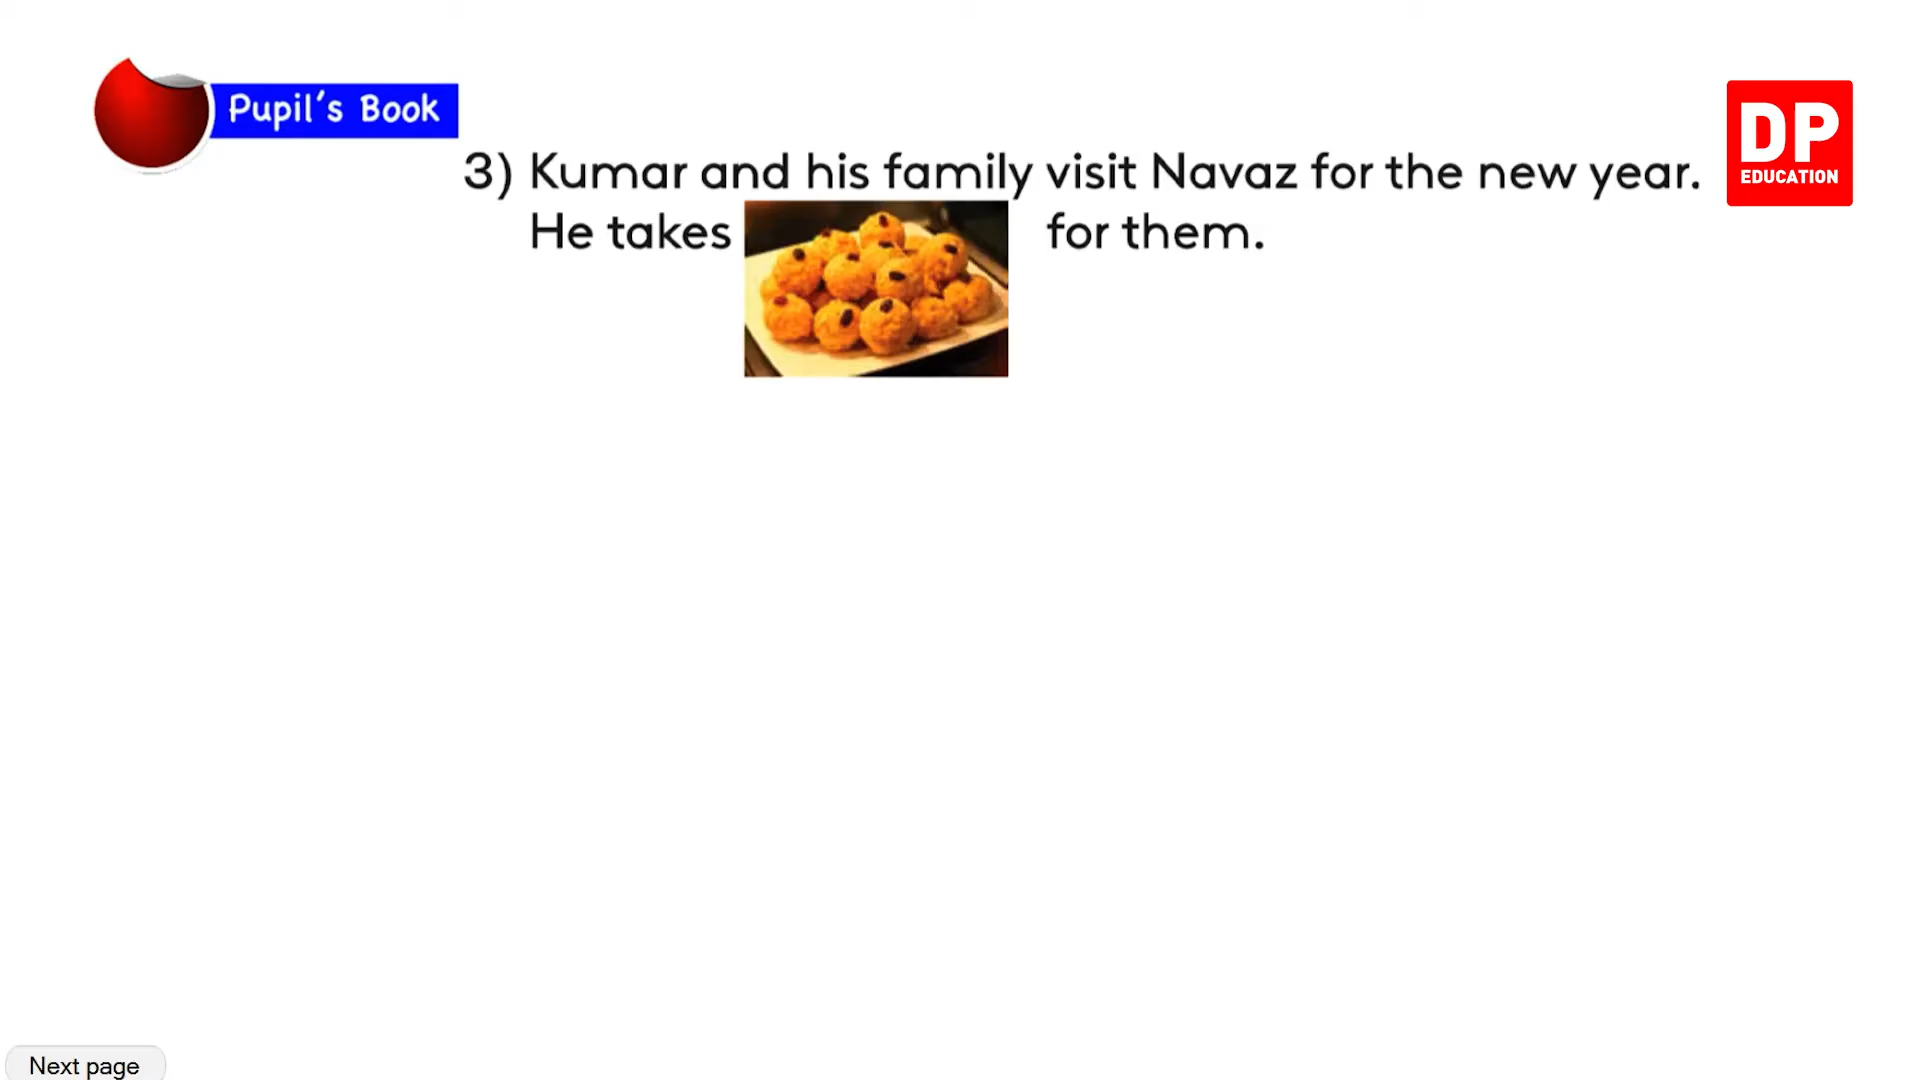 Pupil's Book
DP
EDUCATION
3) Kumar and his family visit Navaz for the new year.
He takes for them.
Next page